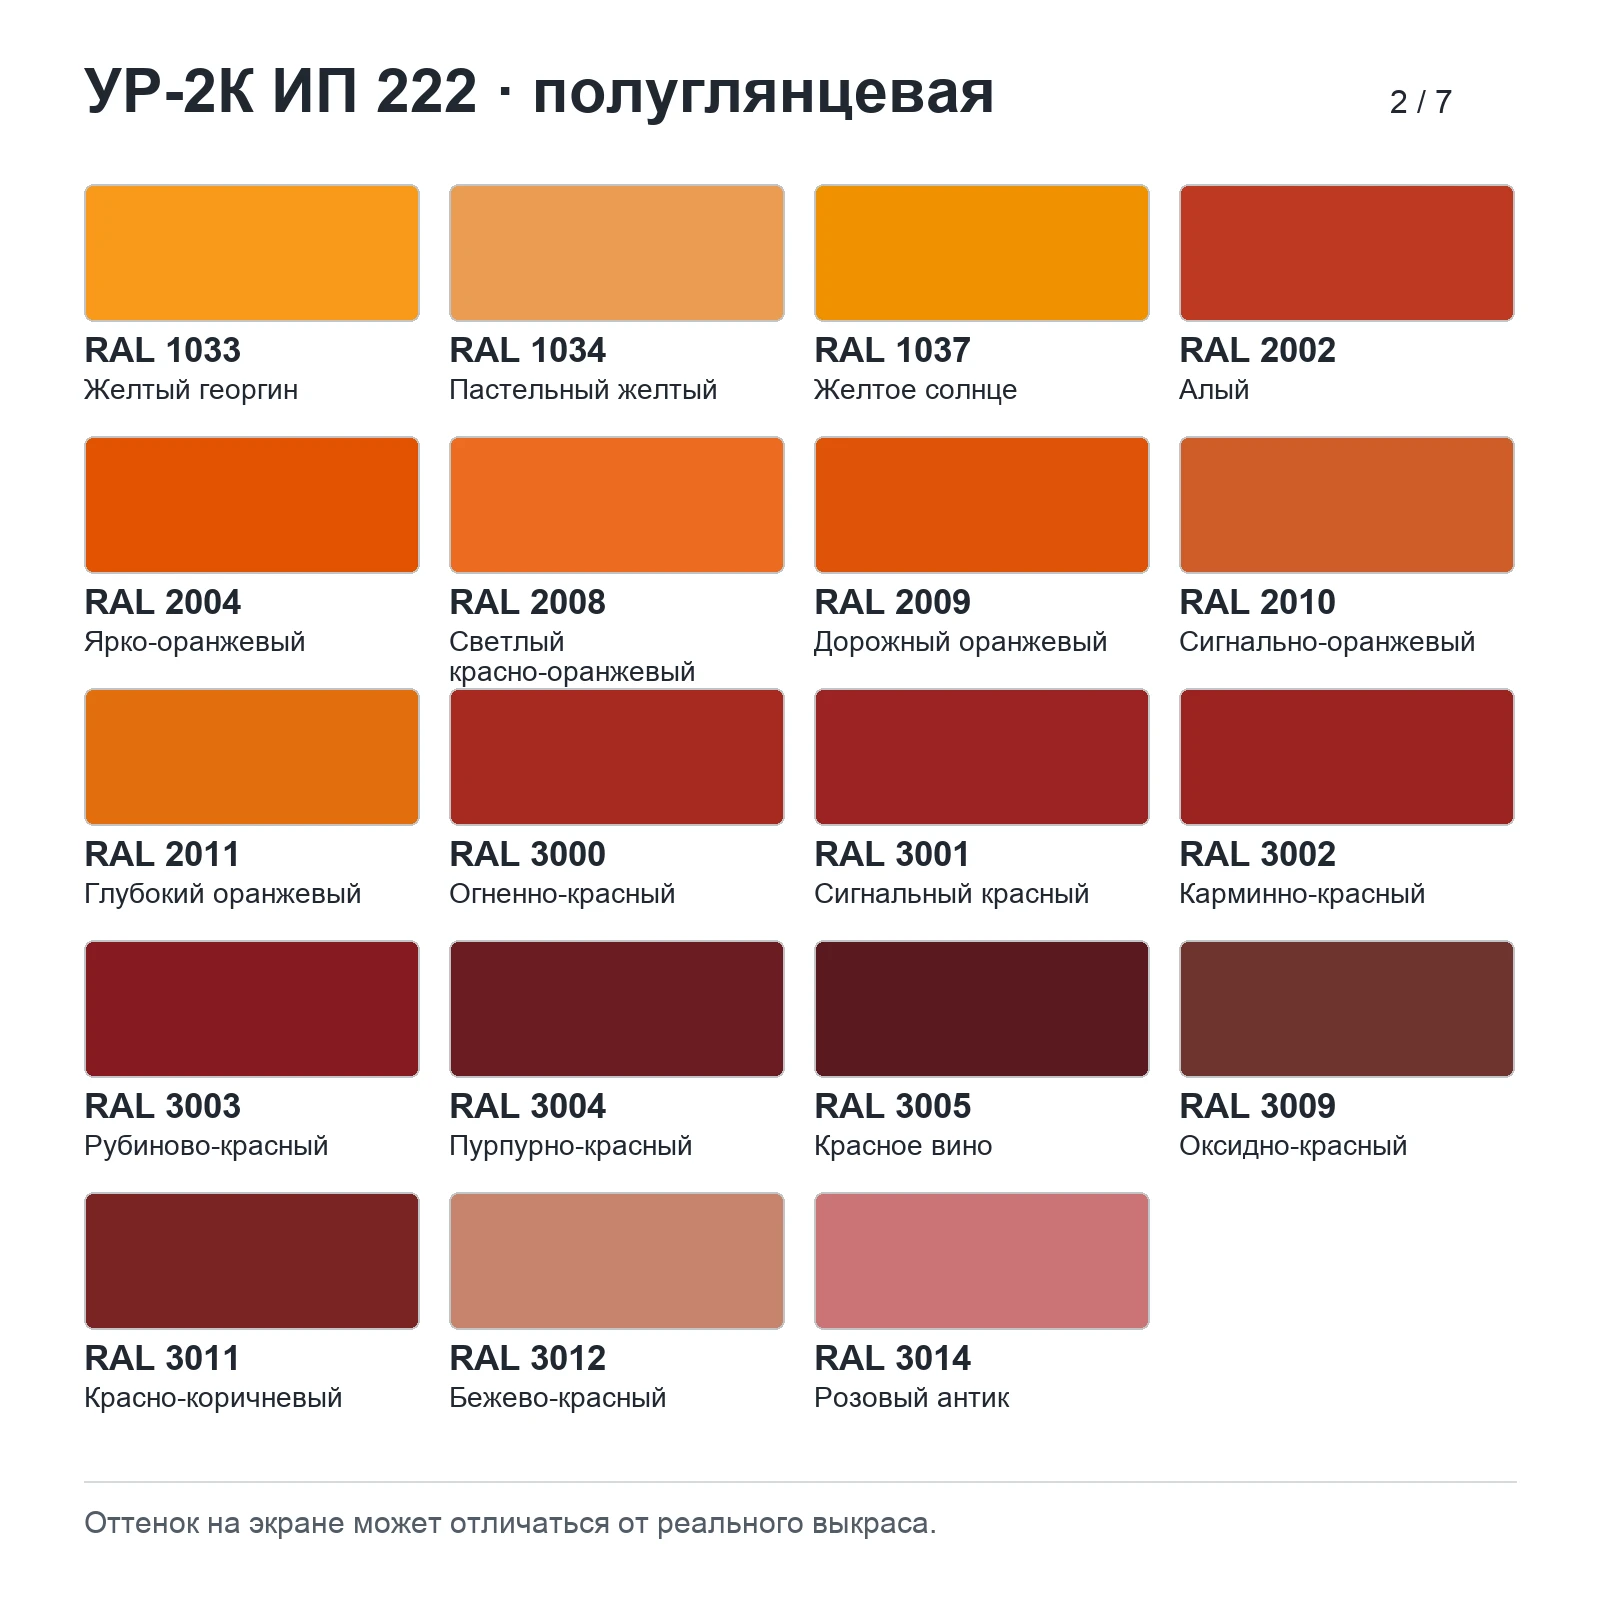 УР-2К ИП 222 · полуглянцевая
2 / 7
RAL 1033
Желтый георгин
RAL 1034
Пастельный желтый
RAL 1037
Желтое солнце
RAL 2002
Алый
RAL 2004
Ярко-оранжевый
RAL 2008
Светлый
красно-оранжевый
RAL 2009
Дорожный оранжевый
RAL 2010
Сигнально-оранжевый
RAL 2011
Глубокий оранжевый
RAL 3000
Огненно-красный
RAL 3001
Сигнальный красный
RAL 3002
Карминно-красный
RAL 3003
Рубиново-красный
RAL 3004
Пурпурно-красный
RAL 3005
Красное вино
RAL 3009
Оксидно-красный
RAL 3011
Красно-коричневый
RAL 3012
Бежево-красный
RAL 3014
Розовый антик
Оттенок на экране может отличаться от реального выкраса.